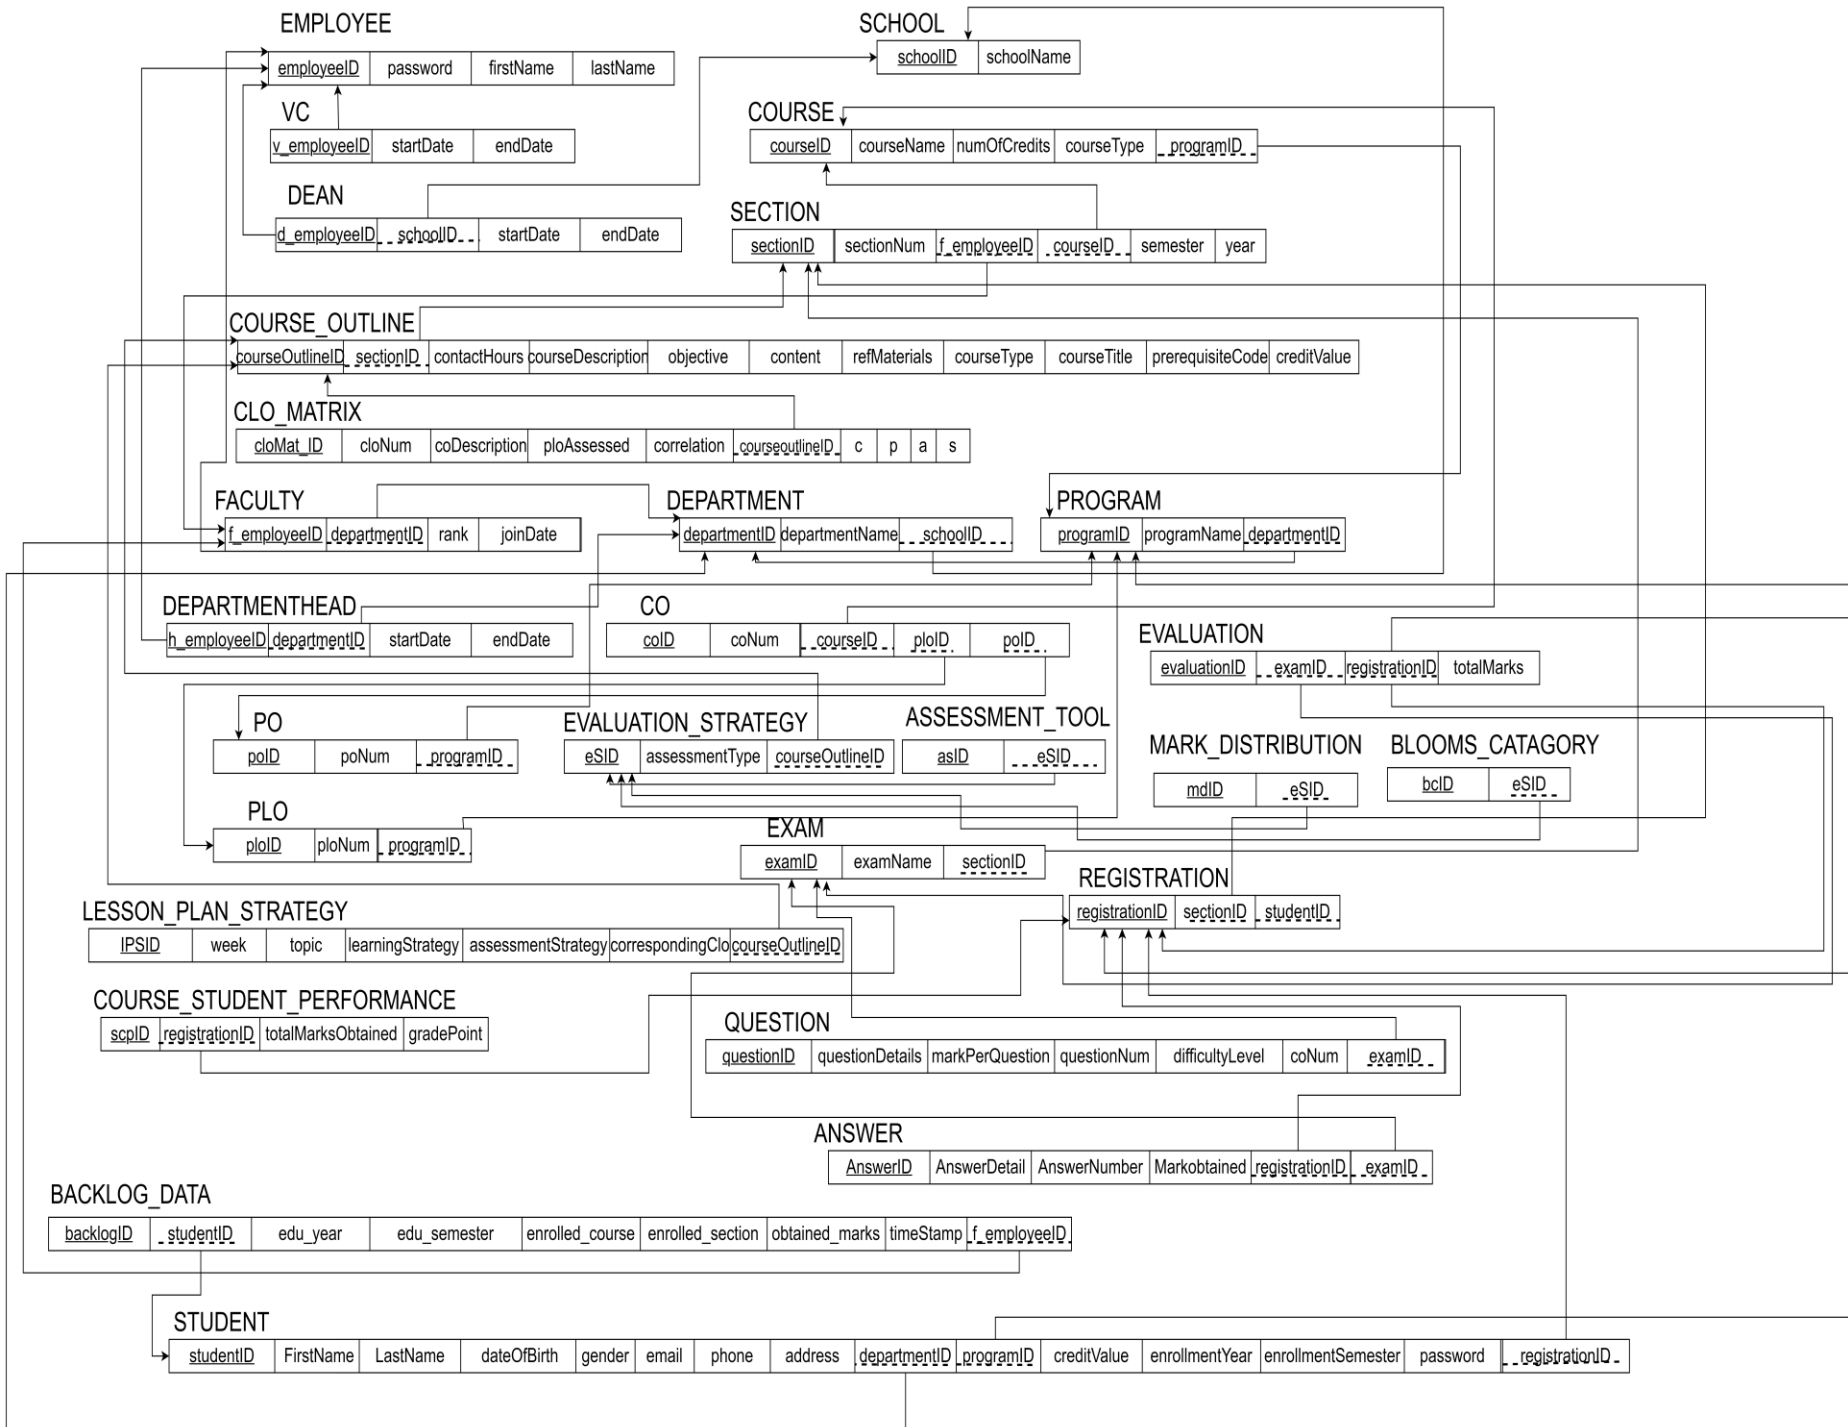 EMPLOYEE
employeeID password firstName lastName
SCHOOL
schoolID schoolName
VC
v_employeeID startDate endDate
COURSE
courseID courseName numOfCredits courseType programID
DEAN
d_employeeID schoolID startDate endDate
SECTION
sectionID sectionNum f_employeeID courseID semester year
COURSE_OUTLINE
courseOutlineID sectionID contactHours courseDescription objective content refMaterials courseType courseTitle prerequisiteCode creditValue
CLO_MATRIX
cloMat_ID cloNum coDescription ploAssessed correlation courseoutlineID c p a s
FACULTY
f_employeeID departmentID rank joinDate
DEPARTMENT
departmentID departmentName schoolID
PROGRAM
programID programName departmentID
DEPARTMENTHEAD
h_employeeID departmentID startDate endDate
CO
coID coNum courseID ploID poID
EVALUATION
evaluationID examID registrationID totalMarks
PO
poID poNum programID
EVALUATION_STRATEGY
eSID assessmentType courseOutlineID
ASSESSMENT_TOOL
asID eSID
MARK_DISTRIBUTION
mdID eSID
BLOOMS_CATAGORY
bcID eSID
PLO
ploID ploNum programID
EXAM
examID examName sectionID
REGISTRATION
registrationID sectionID studentID
LESSON_PLAN_STRATEGY
lPSID week topic learningStrategy assessmentStrategy correspondingClo courseOutlineID
COURSE_STUDENT_PERFORMANCE
scpID registrationID totalMarksObtained gradePoint
QUESTION
questionID questionDetails markPerQuestion questionNum difficultyLevel coNum examID
ANSWER
AnswerID AnswerDetail AnswerNumber Markobtained registrationID examID
BACKLOG_DATA
backlogID studentID edu_year edu_semester enrolled_course enrolled_section obtained_marks timeStamp f_employeeID
STUDENT
studentID FirstName LastName dateOfBirth gender email phone address departmentID programID creditValue enrollmentYear enrollmentSemester password registrationID